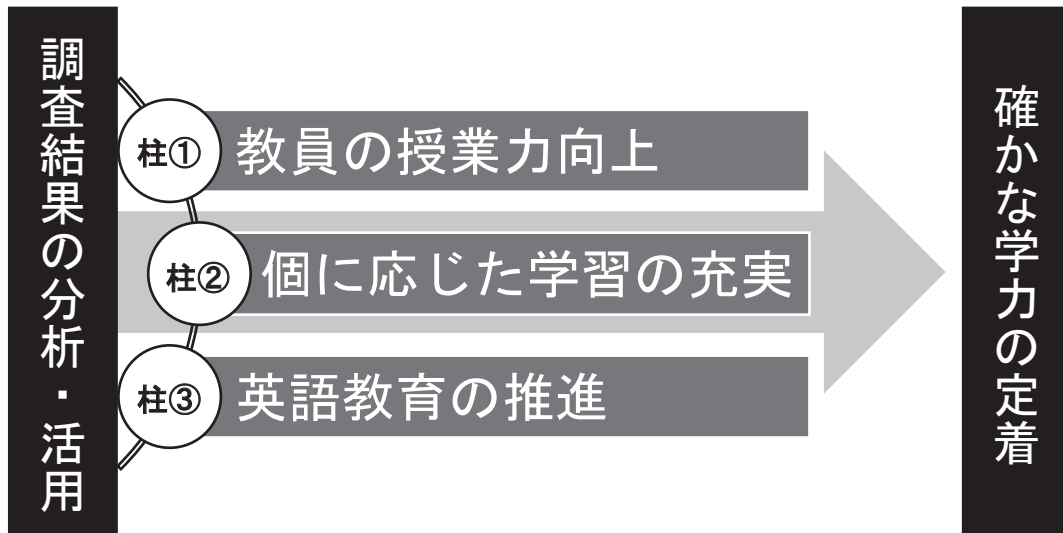 調査結果の分析・活用
柱①
教員の授業力向上
柱②
個に応じた学習の充実
柱③
英語教育の推進
確かな学力の定着